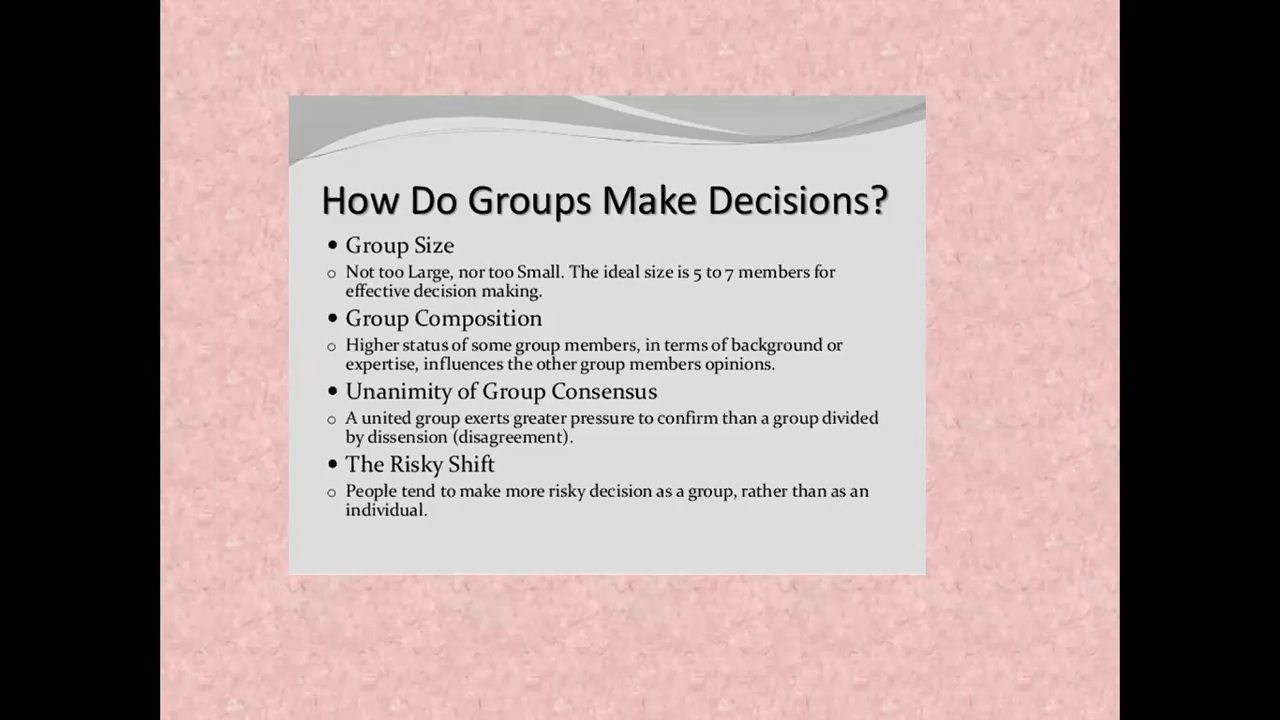 How Do Groups Make Decisions?
• Group Size
o Not too Large, nor too Small. The ideal size is 5 to 7 members for
effective decision making.
• Group Composition
o Higher status of some group members, in terms of background or
expertise, influences the other group members opinions.
• Unanimity of Group Consensus
o A united group exerts greater pressure to confirm than a group divided
by dissension (disagreement).
• The Risky Shift
o People tend to make more risky decision as a group, rather than as an
individual.